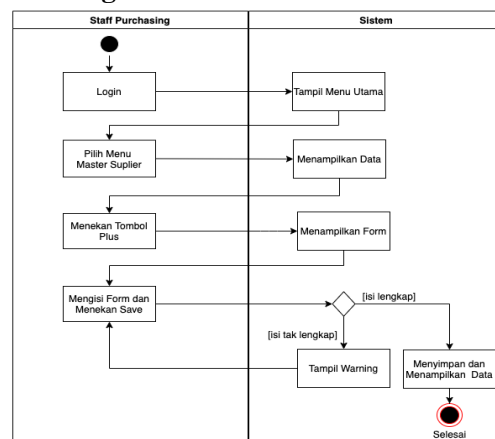 Staff Purchasing
Sistem
Login
Tampil Menu Utama
Pilih Menu
Master Suplier
Menampilkan Data
Menekan Tombol
Plus
Menampilkan Form
Mengisi Form dan
Menekan Save
[isi lengkap]
[isi tak lengkap]
Tampil Warning
Menyimpan dan
Menampilkan Data
Selesai